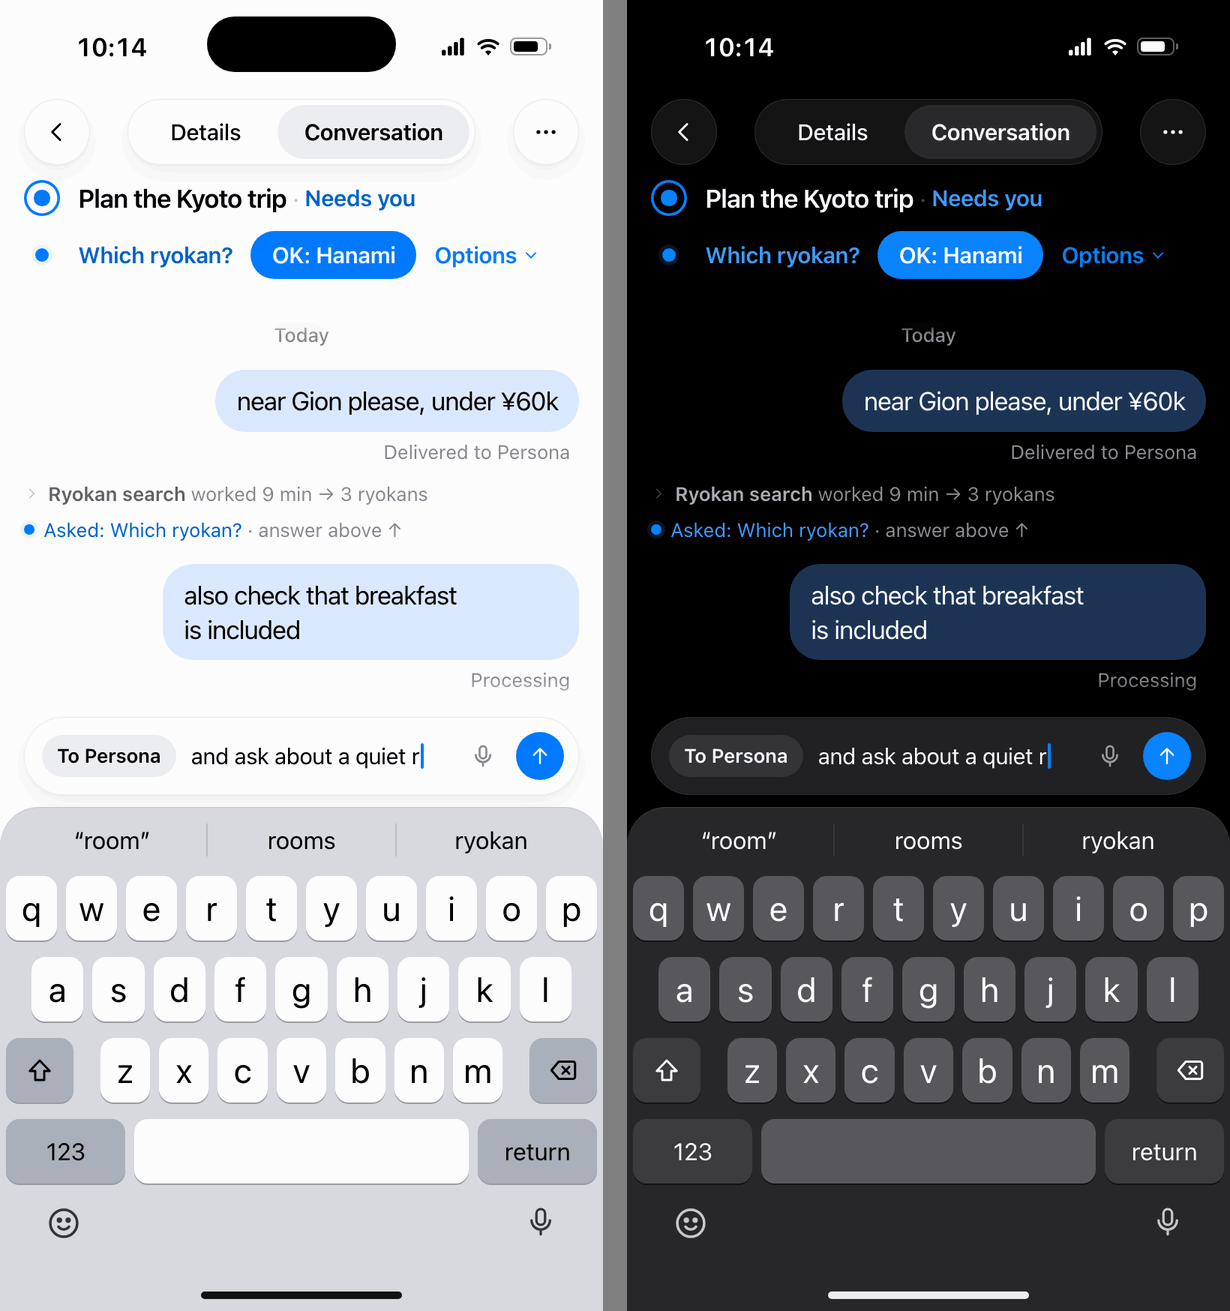 10:14
Details Conversation ···
Plan the Kyoto trip · Needs you
Which ryokan? OK: Hanami Options
Today
near Gion please, under ¥60k
Delivered to Persona
Ryokan search worked 9 min → 3 ryokans
Asked: Which ryokan? · answer above ↑
also check that breakfast
is included
Processing
To Persona and ask about a quiet r
“room” rooms ryokan
q w e r t y u i o p
a s d f g h j k l
z x c v b n m
123 return
10:14
Details Conversation ···
Plan the Kyoto trip · Needs you
Which ryokan? OK: Hanami Options
Today
near Gion please, under ¥60k
Delivered to Persona
Ryokan search worked 9 min → 3 ryokans
Asked: Which ryokan? · answer above ↑
also check that breakfast
is included
Processing
To Persona and ask about a quiet r
“room” rooms ryokan
q w e r t y u i o p
a s d f g h j k l
z x c v b n m
123 return